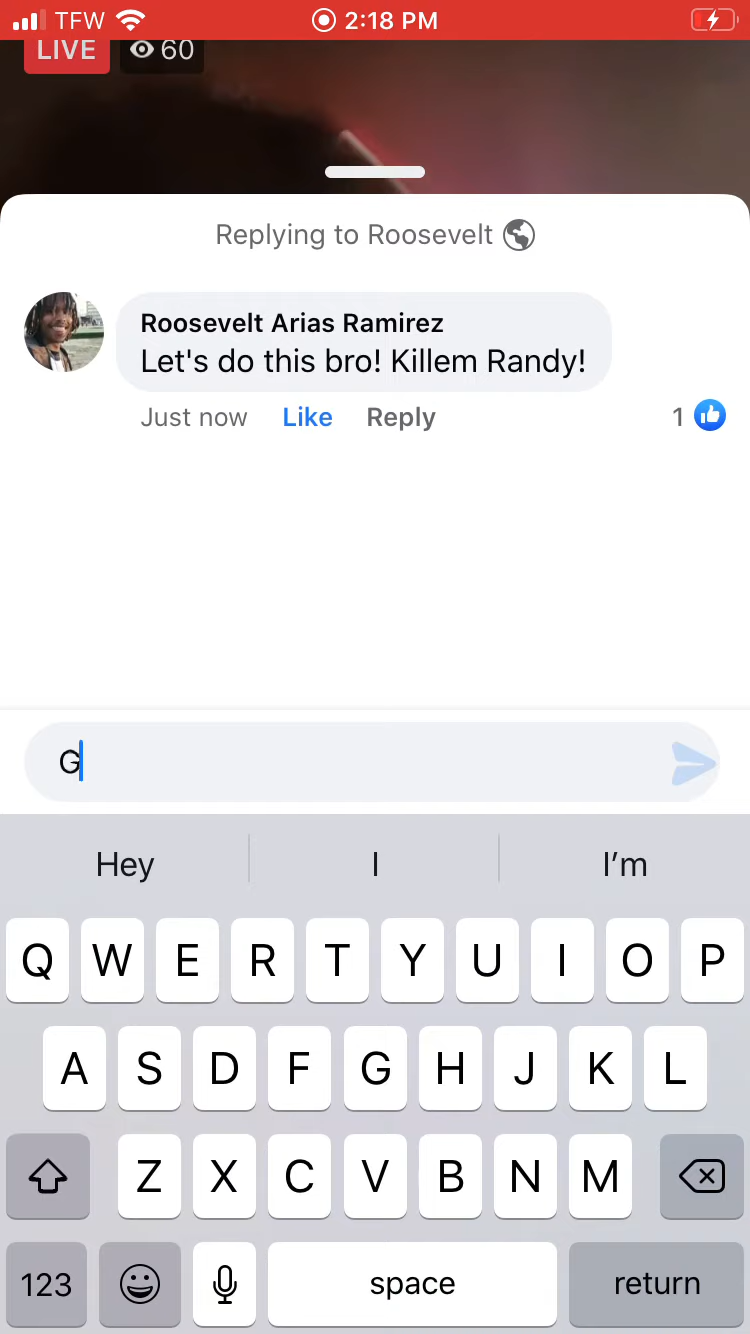 TFW 2:18 PM
LIVE 60
Replying to Roosevelt
Roosevelt Arias Ramirez
Let's do this bro! Killem Randy!
Just now Like Reply 1
G
Hey I I’m
Q W E R T Y U I O P
A S D F G H J K L
Z X C V B N M
123 space return